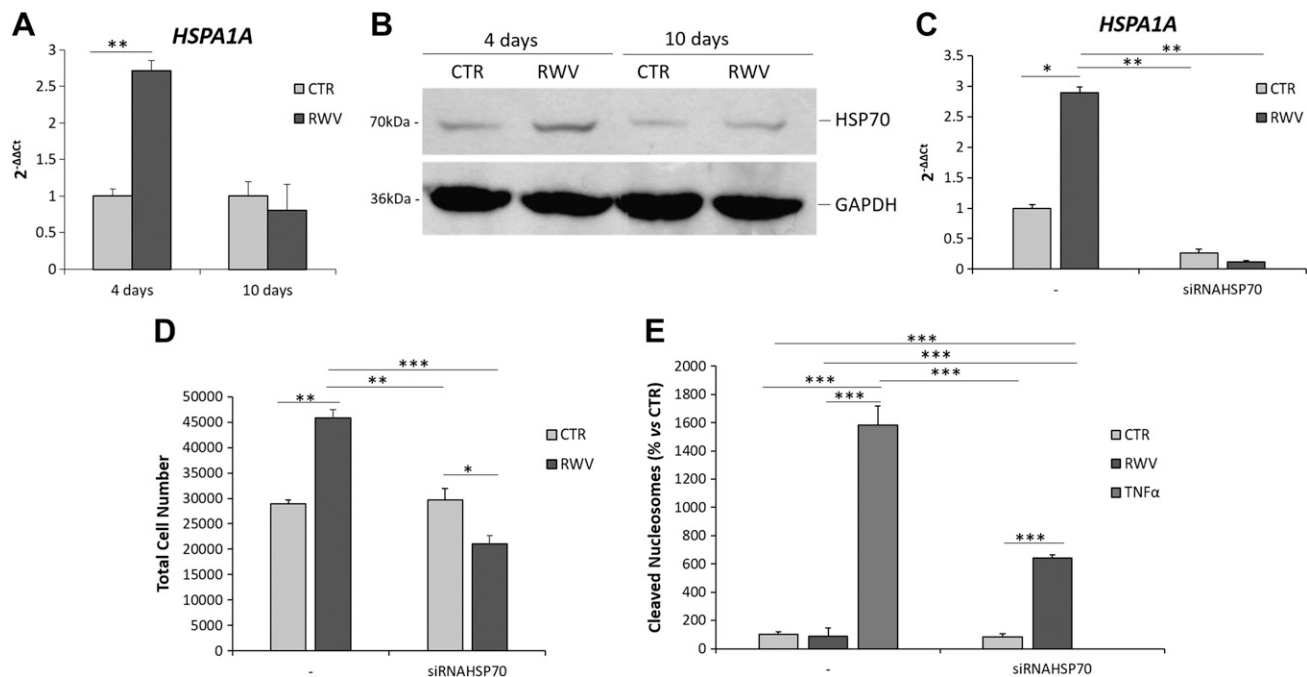 A
HSPA1A
**
3
2.5
2
1.5
1
0.5
0
2-ΔΔCt
CTR
RWV
4 days
10 days
B
4 days
10 days
CTR
RWV
CTR
RWV
70kDa -
HSP70
36kDa -
GAPDH
C
HSPA1A
3.5
3
2.5
2
1.5
1
0.5
0
2-ΔΔCt
**
*
**
CTR
RWV
-
siRNAHSP70
D
***
**
**
*
50000
45000
40000
35000
30000
25000
20000
15000
10000
5000
0
Total Cell Number
CTR
RWV
-
siRNAHSP70
E
***
***
***
***
***
***
2000
1800
1600
1400
1200
1000
800
600
400
200
0
Cleaved Nucleosomes (% vs CTR)
CTR
RWV
TNFα
-
siRNAHSP70